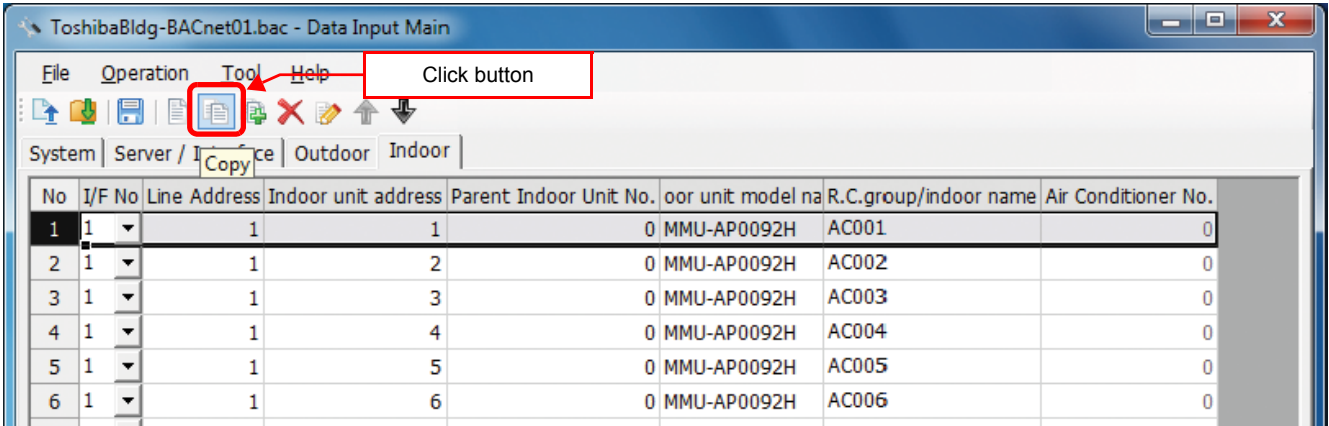 ToshibaBldg-BACnet01.bac - Data Input Main
File Operation Tool Help
Click button
System Server / Outdoor Indoor
Copy
No I/F No Line Address Indoor unit address Parent Indoor Unit No. oor unit model na R.C.group/indoor name Air Conditioner No.
1 1 1 1 0 MMU-AP0092H AC001 0
2 1 1 2 0 MMU-AP0092H AC002 0
3 1 1 3 0 MMU-AP0092H AC003 0
4 1 1 4 0 MMU-AP0092H AC004 0
5 1 1 5 0 MMU-AP0092H AC005 0
6 1 1 6 0 MMU-AP0092H AC006 0